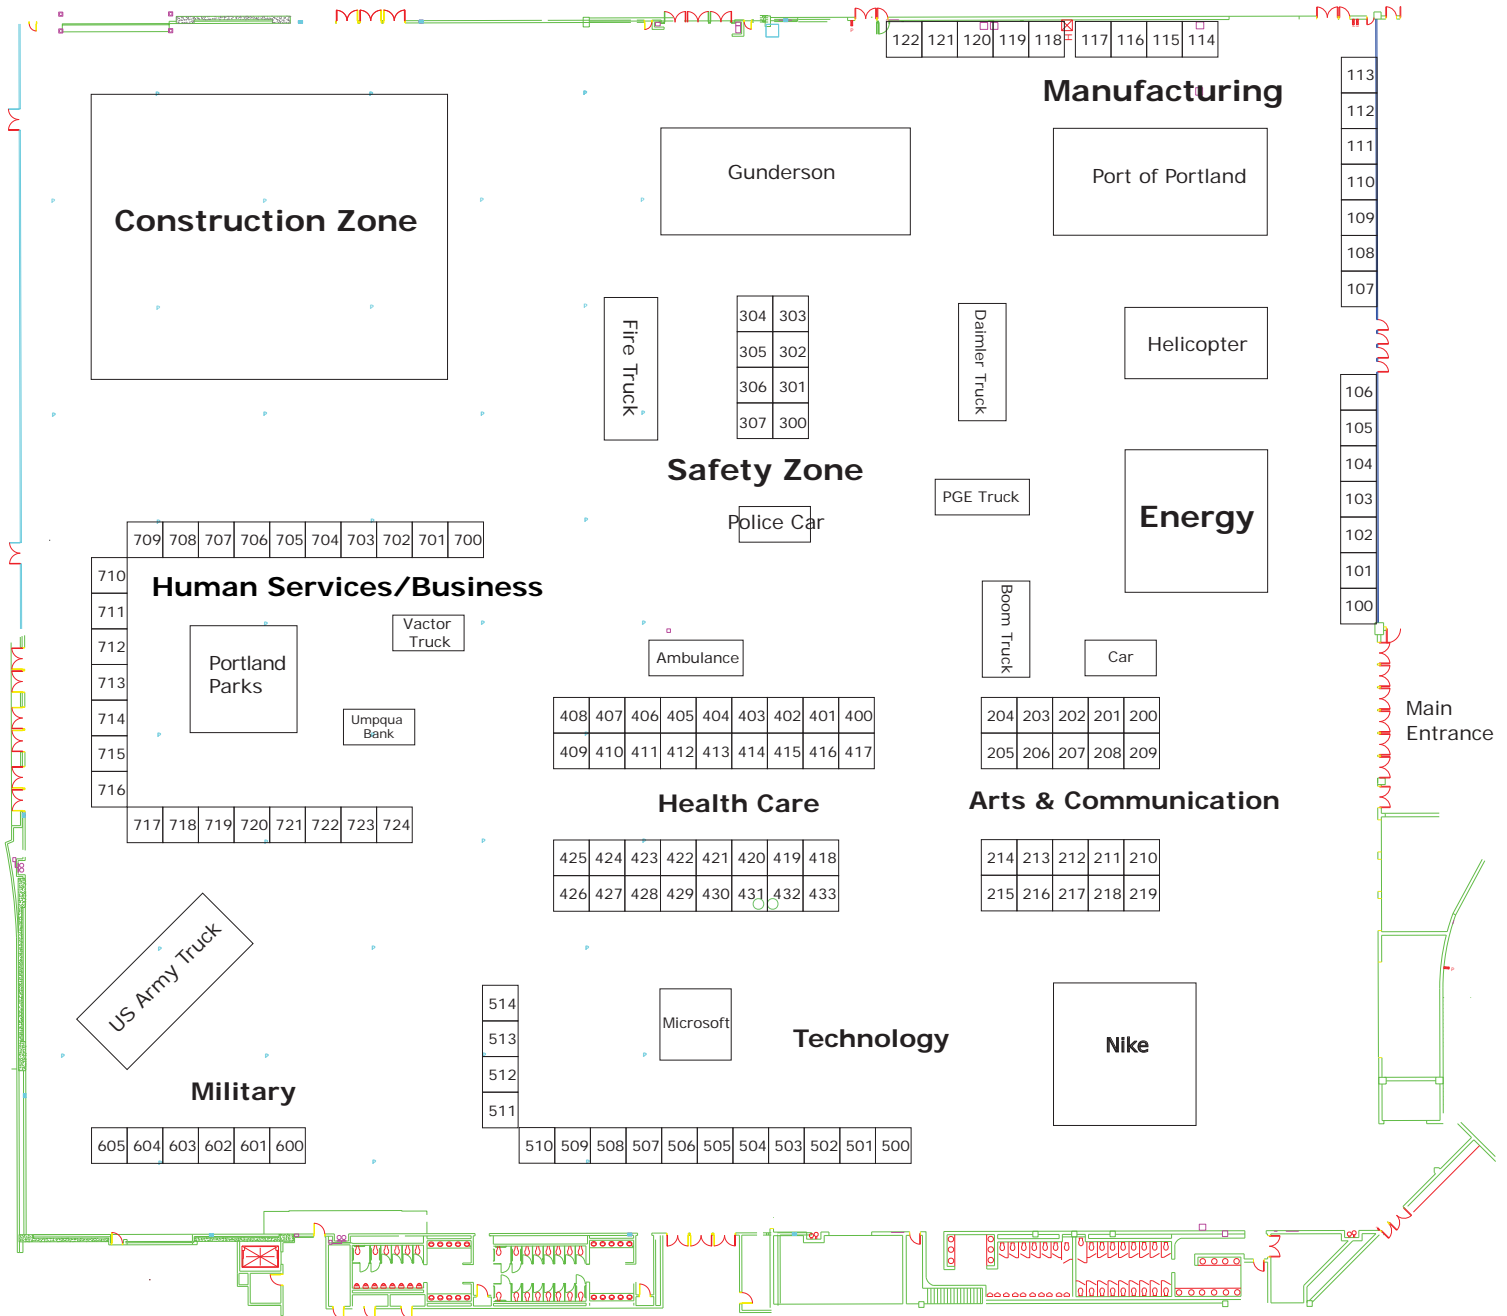 122 121 120 119 118 117 116 115 114
Manufacturing
113
112
111
110
109
108
107
Construction Zone
Gunderson
Port of Portland
Fire Truck
304 303
305 302
306 301
307 300
Daimler Truck
Helicopter
106
105
104
103
102
101
100
Safety Zone
PGE Truck
Energy
Police Car
709 708 707 706 705 704 703 702 701 700
710
711
712
713
714
715
716
Human Services/Business
Vactor
Truck
Portland
Parks
Umpqua
Bank
717 718 719 720 721 722 723 724
Ambulance
Boom Truck
Car
408 407 406 405 404 403 402 401 400
409 410 411 412 413 414 415 416 417
204 203 202 201 200
205 206 207 208 209
Main
Entrance
Health Care
Arts & Communication
425 424 423 422 421 420 419 418
426 427 428 429 430 431 432 433
214 213 212 211 210
215 216 217 218 219
US Army Truck
514
513
512
511
Microsoft
Technology
Nike
Military
605 604 603 602 601 600
510 509 508 507 506 505 504 503 502 501 500